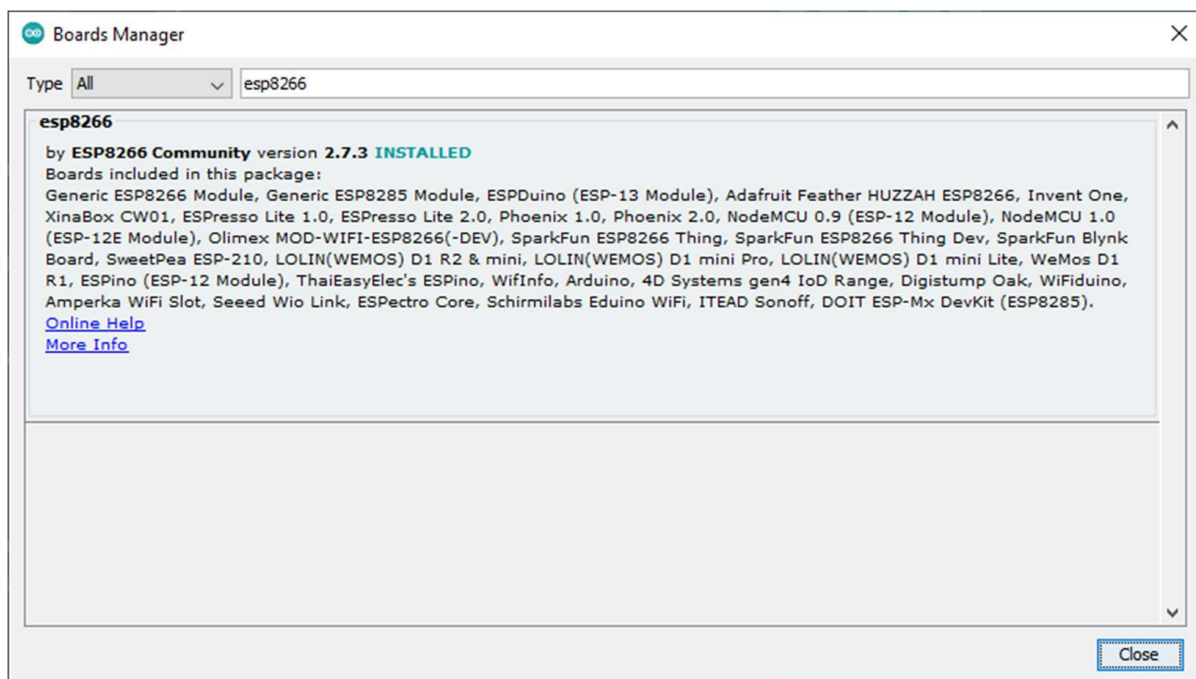 Boards Manager
Type All esp8266
esp8266
by ESP8266 Community version 2.7.3 INSTALLED
Boards included in this package:
Generic ESP8266 Module, Generic ESP8285 Module, ESPDuino (ESP-13 Module), Adafruit Feather HUZZAH ESP8266, Invent One,
XinaBox CW01, ESPresso Lite 1.0, ESPresso Lite 2.0, Phoenix 1.0, Phoenix 2.0, NodeMCU 0.9 (ESP-12 Module), NodeMCU 1.0
(ESP-12E Module), Olimex MOD-WIFI-ESP8266(-DEV), SparkFun ESP8266 Thing, SparkFun ESP8266 Thing Dev, SparkFun Blynk
Board, SweetPea ESP-210, LOLIN(WEMOS) D1 R2 & mini, LOLIN(WEMOS) D1 mini Pro, LOLIN(WEMOS) D1 mini Lite, WeMos D1
R1, ESPino (ESP-12 Module), ThaiEasyElec's ESPino, WifInfo, Arduino, 4D Systems gen4 IoD Range, Digistump Oak, WiFiduino,
Amperka WiFi Slot, Seeed Wio Link, ESPectro Core, Schirmilabs Eduino WiFi, ITEAD Sonoff, DOIT ESP-Mx DevKit (ESP8285).
Online Help
More Info
Close